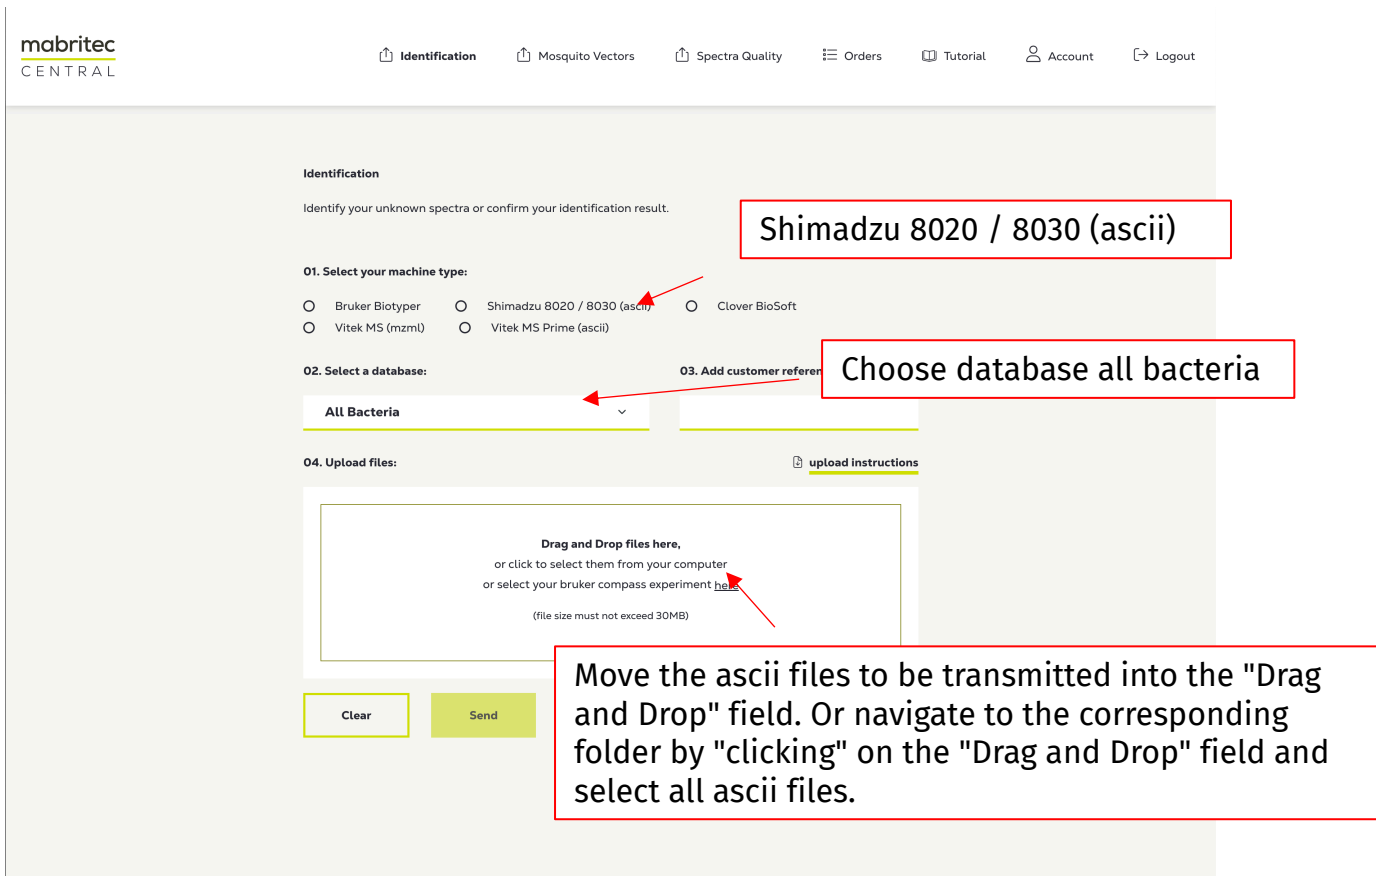 mabritec
CENTRAL
Identification Mosquito Vectors Spectra Quality Orders Tutorial Account Logout
Identification
Identify your unknown spectra or confirm your identification result.
Shimadzu 8020 / 8030 (ascii)
01. Select your machine type:
Bruker Biotyper Shimadzu 8020 / 8030 (ascii) Clover BioSoft
Vitek MS (mzml) Vitek MS Prime (ascii)
02. Select a database:
03. Add customer
Choose database all bacteria
All Bacteria
04. Upload files:
upload instructions
Drag and Drop files here,
or click to select them from your computer
or select your bruker compass experiment here
(file size must not exceed 30MB)
Clear
Send
Move the ascii files to be transmitted into the "Drag
and Drop" field. Or navigate to the corresponding
folder by "clicking" on the "Drag and Drop" field and
select all ascii files.